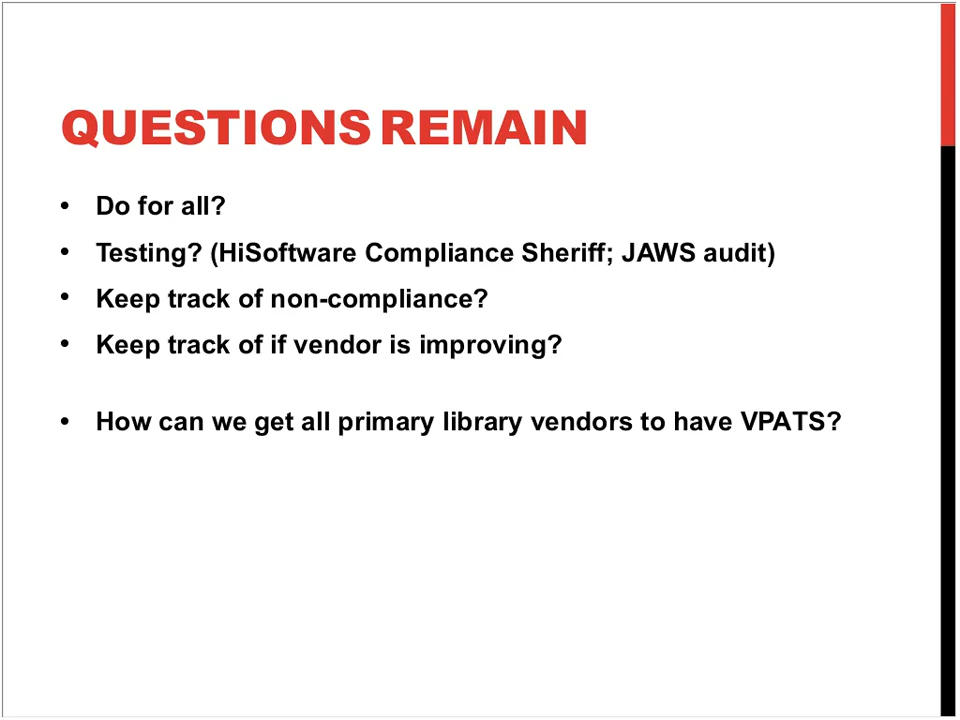 QUESTIONS REMAIN
• Do for all?
• Testing? (HiSoftware Compliance Sheriff; JAWS audit)
• Keep track of non-compliance?
• Keep track of if vendor is improving?
• How can we get all primary library vendors to have VPATS?